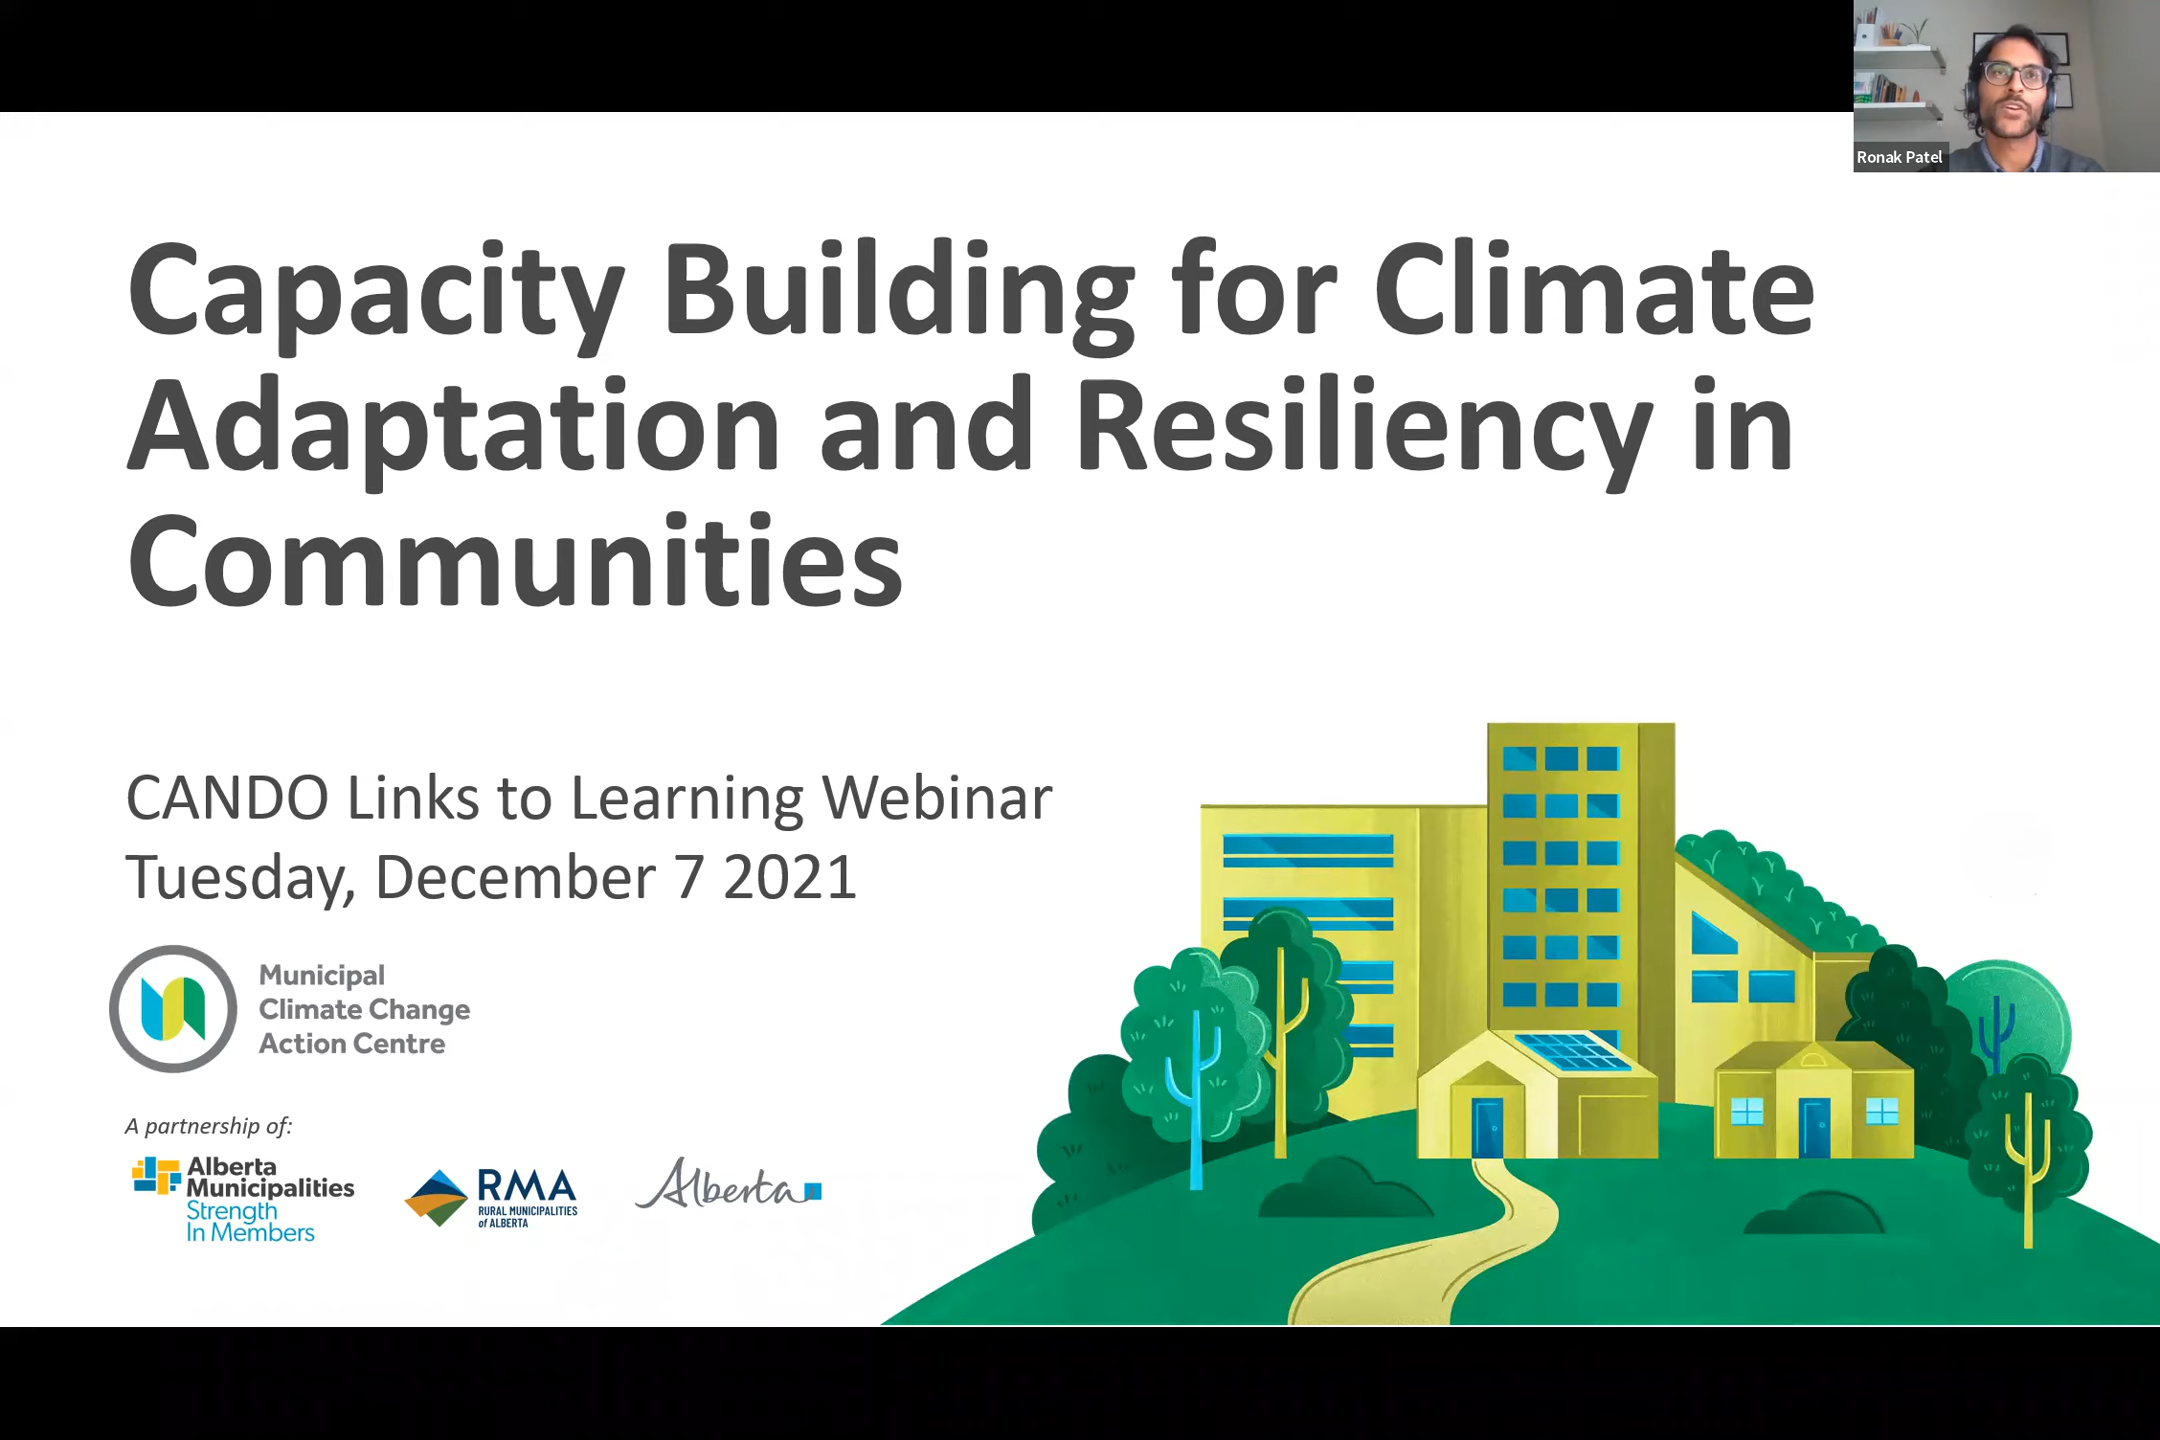 Ronak Patel
Capacity Building for Climate
Adaptation and Resiliency in
Communities
CANDO Links to Learning Webinar
Tuesday, December 7 2021
Municipal
Climate Change
Action Centre
A partnership of:
Alberta
Municipalities
Strength
In Members
RMA
RURAL MUNICIPALITIES
of ALBERTA
Alberta